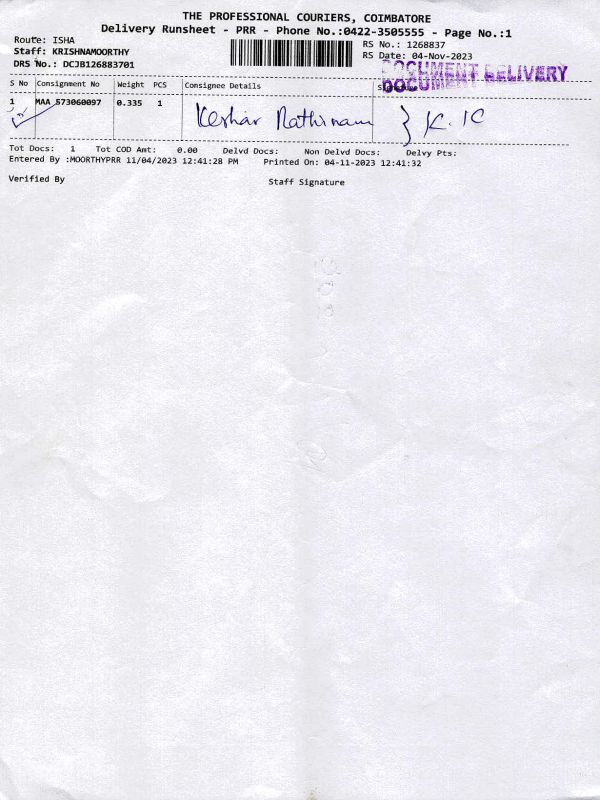 THE PROFESSIONAL COURIERS, COIMBATORE
Delivery Runsheet - PRR - Phone No.:0422-3505555 - Page No.:1
Route: ISHA
Staff: KRISHNAMOORTHY
DRS No.: DCJB126883701
RS No.: 1268837
RS Date: 04-Nov-2023
DOCUMENT DELIVERY
DOCUMENT
S No Consignment No Weight PCS Consignee Details Signature
1 MAA 573060097 0.335 1 Keshav Rathinam } K. K
Tot Docs: 1 Tot COD Amt: 0.00 Delvd Docs: Non Delvd Docs: Delvy Pts:
Entered By :MOORTHYPRR 11/04/2023 12:41:28 PM Printed On: 04-11-2023 12:41:32
Verified By Staff Signature